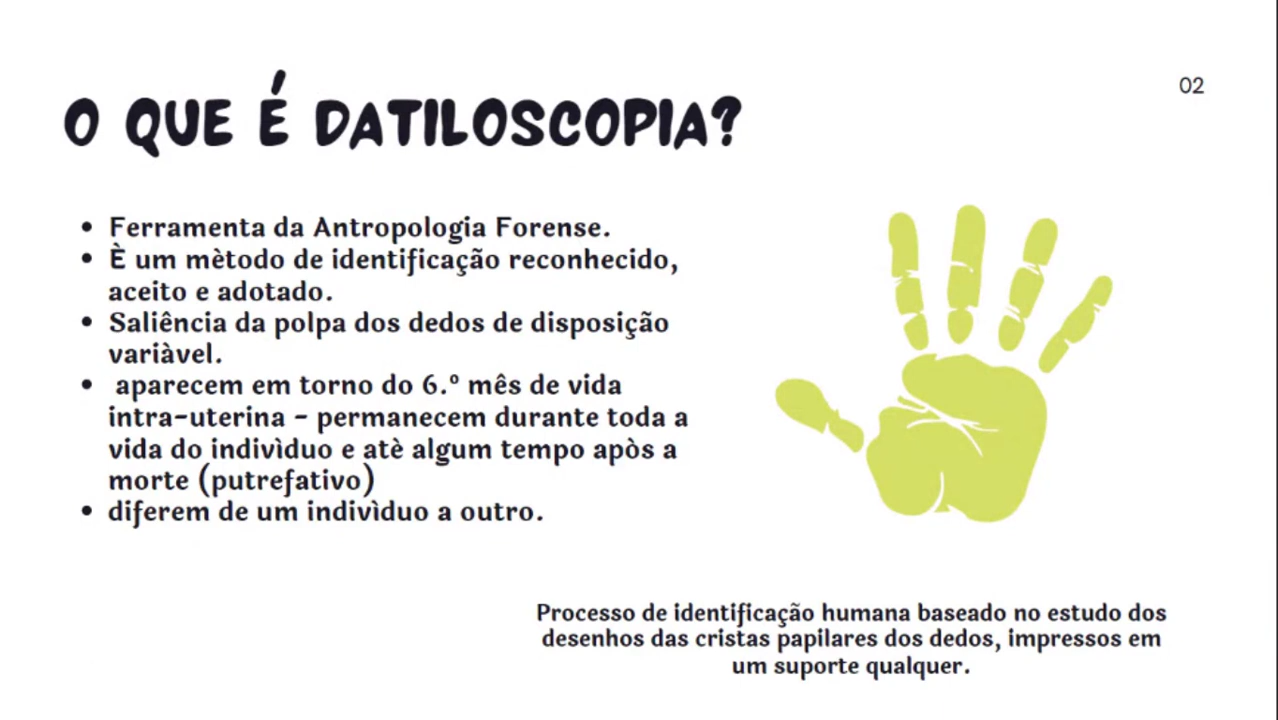 02
O QUE É DATILOSCOPIA?
• Ferramenta da Antropologia Forense.
• È um mètodo de identificação reconhecido,
aceito e adotado.
• Saliência da polpa dos dedos de disposição
variàvel.
• aparecem em torno do 6.º mês de vida
intra-uterina - permanecem durante toda a
vida do indivìduo e atè algum tempo apòs a
morte (putrefativo)
• diferem de um indivìduo a outro.
Processo de identificação humana baseado no estudo dos
desenhos das cristas papilares dos dedos, impressos em
um suporte qualquer.